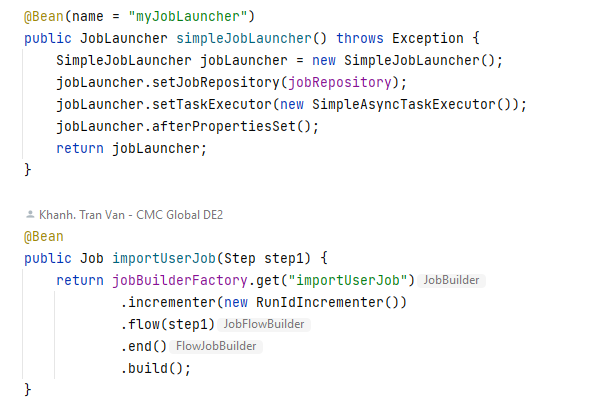 @Bean(name = "myJobLauncher")
public JobLauncher simpleJobLauncher() throws Exception {
    SimpleJobLauncher jobLauncher = new SimpleJobLauncher();
    jobLauncher.setJobRepository(jobRepository);
    jobLauncher.setTaskExecutor(new SimpleAsyncTaskExecutor());
    jobLauncher.afterPropertiesSet();
    return jobLauncher;
}
Khanh. Tran Van - CMC Global DE2
@Bean
public Job importUserJob(Step step1) {
    return jobBuilderFactory.get("importUserJob") JobBuilder
            .incrementer(new RunIdIncrementer())
            .flow(step1) JobFlowBuilder
            .end() FlowJobBuilder
            .build();
}